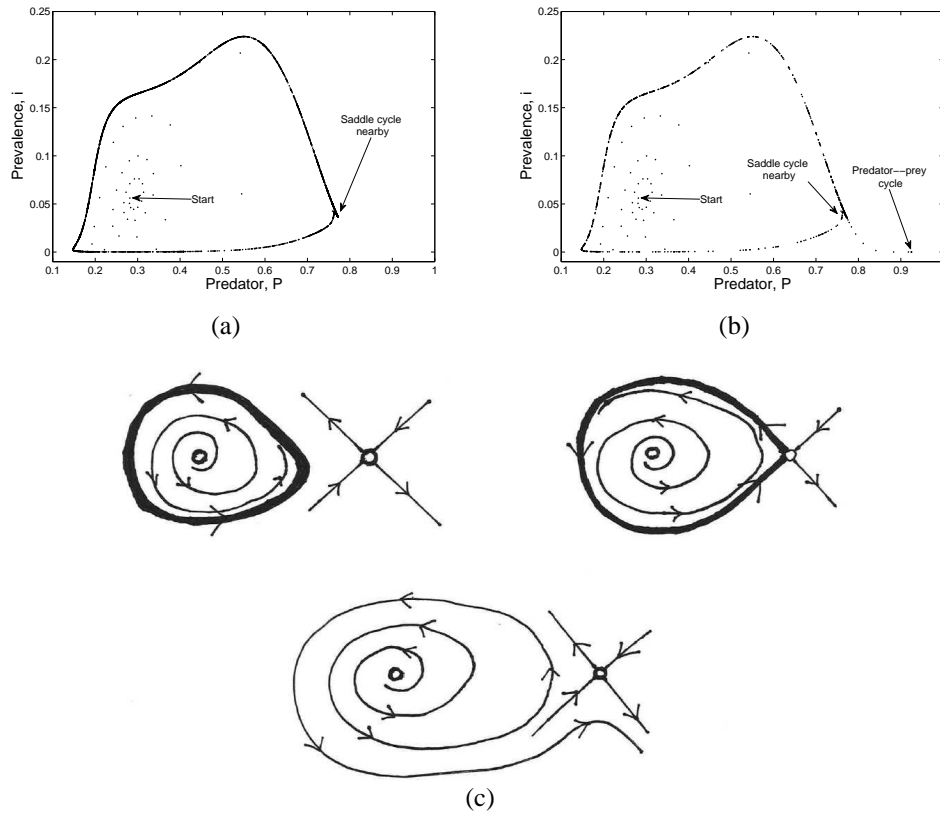 0.25
0.2
0.15
0.1
0.05
0
Prevalence, i
Saddle cycle
nearby
Start
0.1 0.2 0.3 0.4 0.5 0.6 0.7 0.8 0.9 1
Predator, P
(a)
0.25
0.2
0.15
0.1
0.05
0
Prevalence, i
Saddle cycle
nearby
Predator--prey
cycle
Start
0.1 0.2 0.3 0.4 0.5 0.6 0.7 0.8 0.9
Predator, P
(b)
(c)